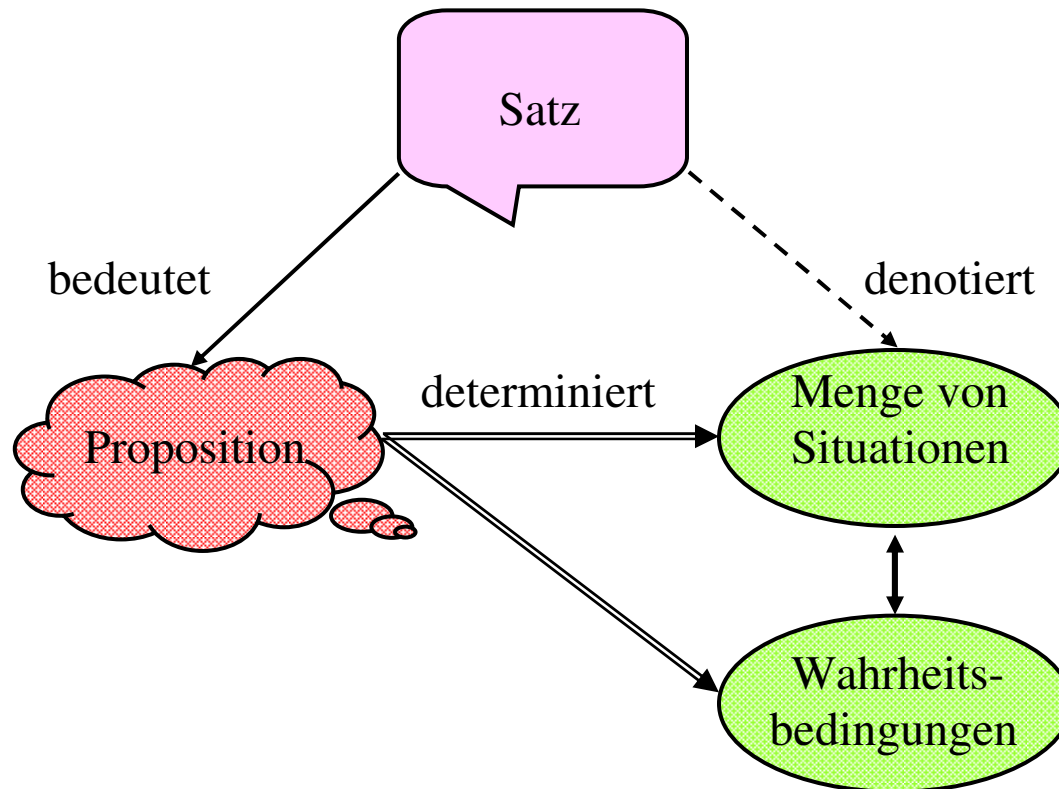 Satz
bedeutet
denotiert
Proposition
determiniert
Menge von
Situationen
Wahrheits-
bedingungen